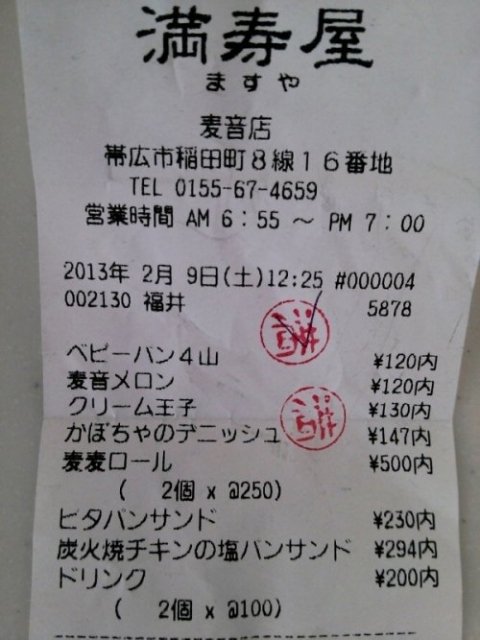 満寿屋
ますや
麦音店
帯広市稲田町8線16番地
TEL 0155-67-4659
営業時間 AM 6:55 ～ PM 7:00
2013年 2月 9日(土)12:25 #000004
002130 福井 5878
ベビーパン4山 ¥120内
麦音メロン ¥120内
クリーム王子 ¥130内
かぼちゃのデニッシュ ¥147内
麦麦ロール ¥500内
( 2個 x @250)
ピタパンサンド ¥230内
炭火焼チキンの塩パンサンド ¥294内
ドリンク ¥200内
( 2個 x @100)